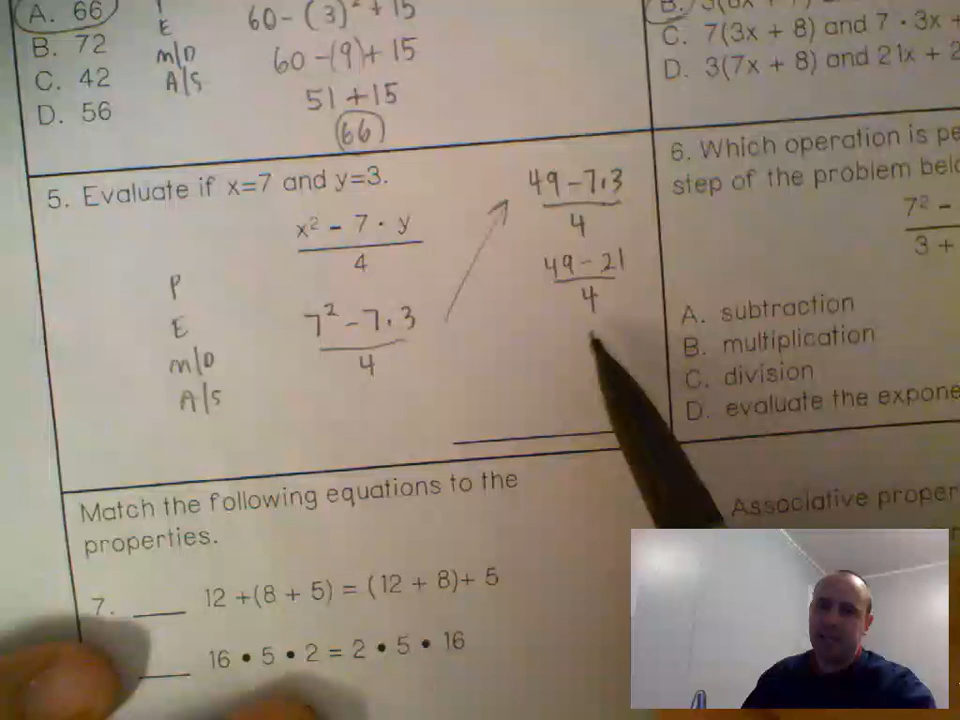 A. 66
B. 72
C. 42
D. 56
E
M/D
A/S
60 - (3)² + 15
60 - (9) + 15
51 + 15
66
C. 7(3x + 8) and 7 · 3x +
D. 3(7x + 8) and 21x + 2
5. Evaluate if x=7 and y=3.
x² - 7 · y
4
P
E
M/D
A/S
7² - 7 · 3
4
49 - 7 · 3
4
49 - 21
4
6. Which operation is pe
step of the problem belo
7² -
3 +
A. subtraction
B. multiplication
C. division
D. evaluate the expone
Match the following equations to the
properties.
7. ____ 12 +(8 + 5) = (12 + 8)+ 5
____ 16 • 5 • 2 = 2 • 5 • 16
Associative proper